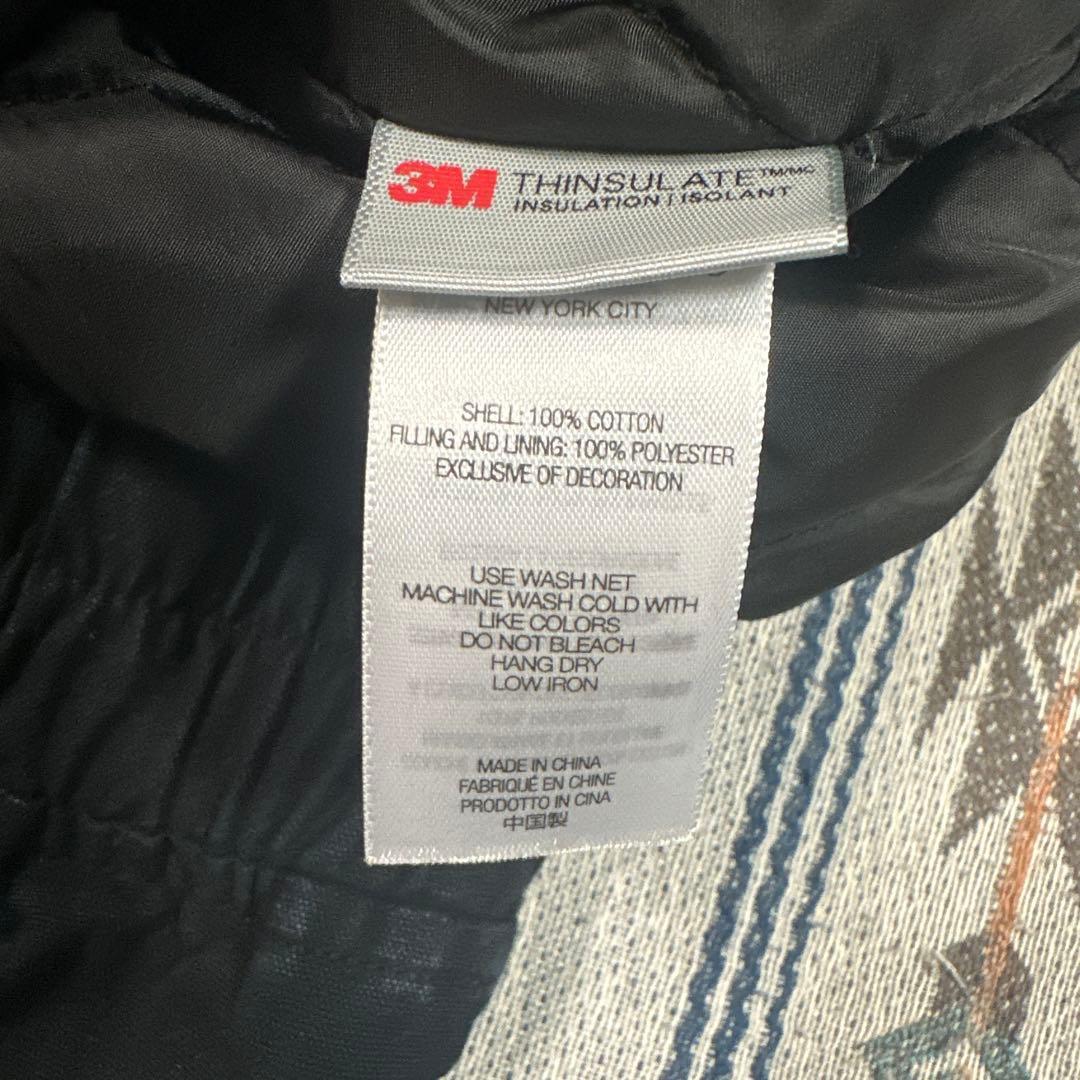 3M THINSULATE™/MC
INSULATION | ISOLANT
NEW YORK CITY
SHELL: 100% COTTON
FILLING AND LINING: 100% POLYESTER
EXCLUSIVE OF DECORATION
USE WASH NET
MACHINE WASH COLD WITH
LIKE COLORS
DO NOT BLEACH
HANG DRY
LOW IRON
MADE IN CHINA
FABRIQUÉ EN CHINE
PRODOTTO IN CINA
中国製